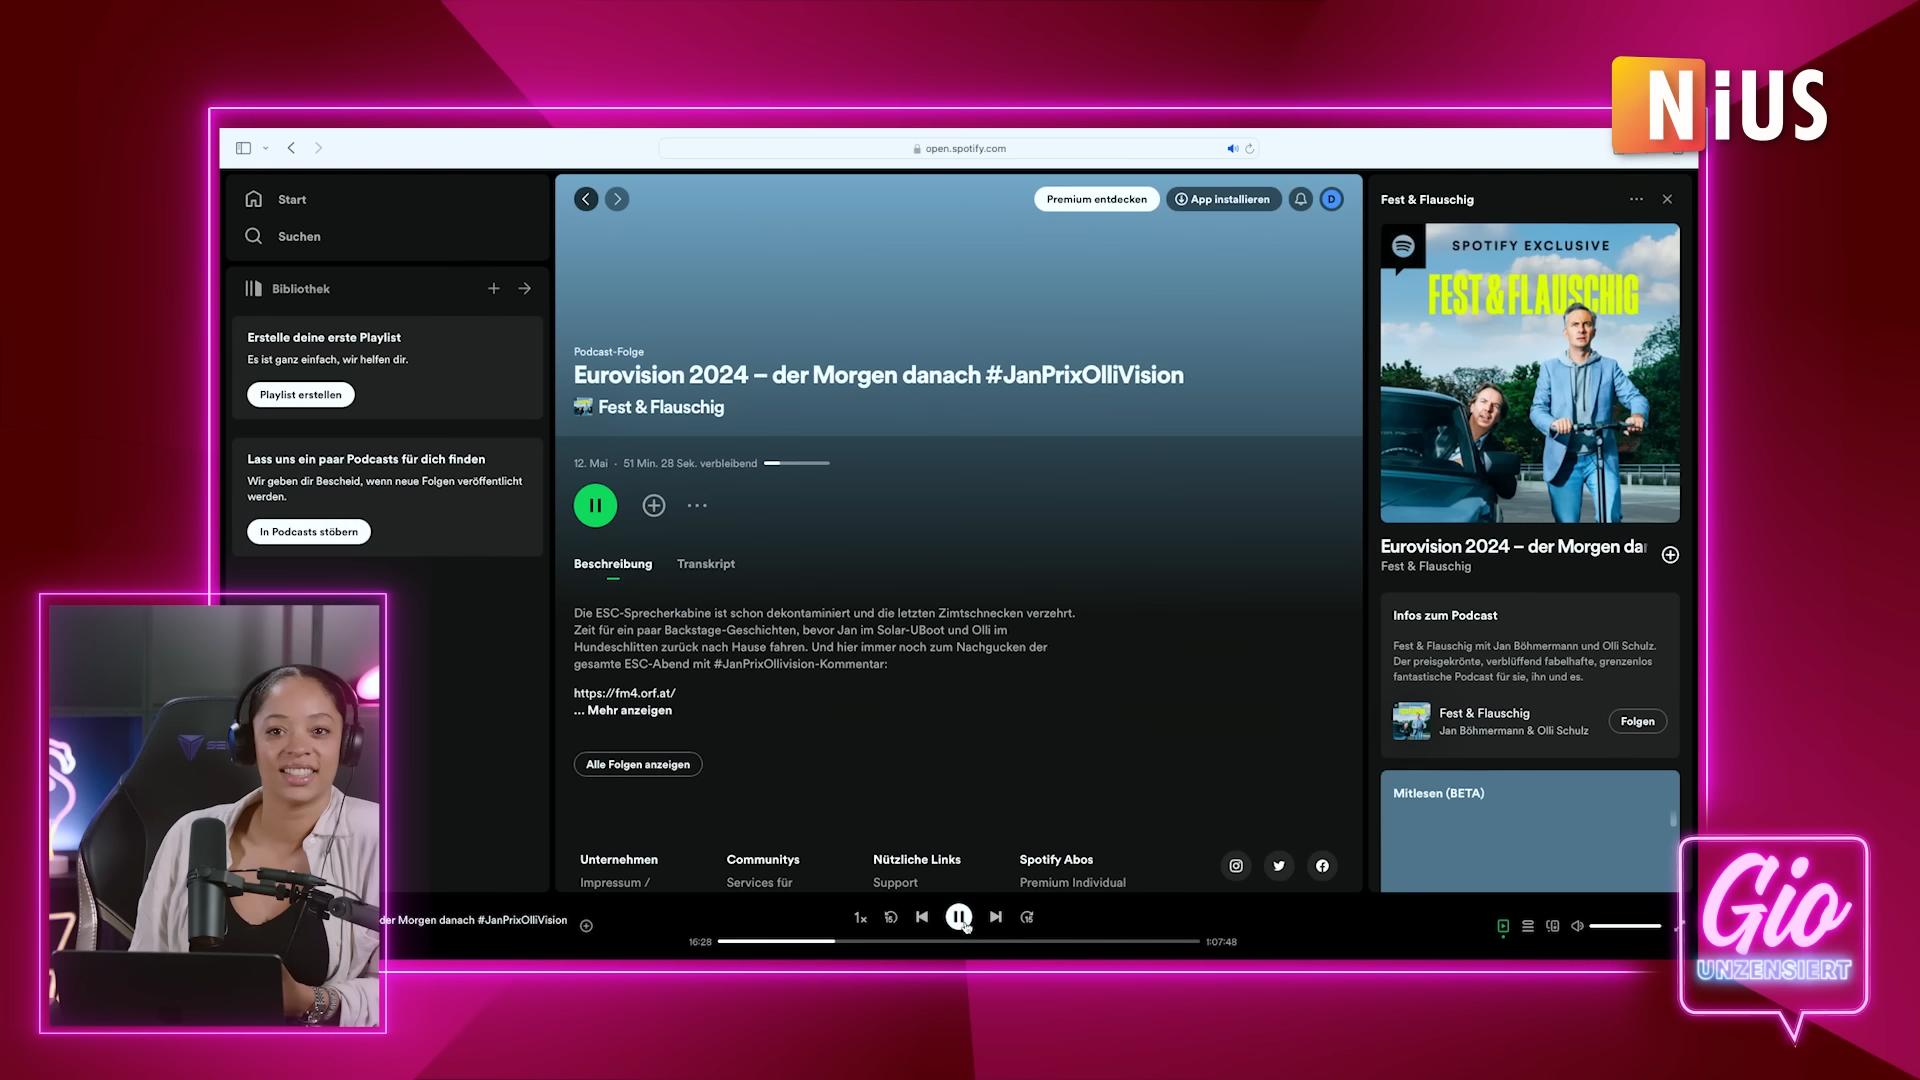 NiUS
open.spotify.com
Start
Suchen
Bibliothek
Erstelle deine erste Playlist
Es ist ganz einfach, wir helfen dir.
Playlist erstellen
Lass uns ein paar Podcasts für dich finden
Wir geben dir Bescheid, wenn neue Folgen veröffentlicht
werden.
In Podcasts stöbern
Premium entdecken
App installieren
D
Podcast-Folge
Eurovision 2024 – der Morgen danach #JanPrixOlliVision
Fest & Flauschig
12. Mai · 51 Min. 28 Sek. verbleibend
Beschreibung
Transkript
Die ESC-Sprecherkabine ist schon dekontaminiert und die letzten Zimtschnecken verzehrt.
Zeit für ein paar Backstage-Geschichten, bevor Jan im Solar-UBoot und Olli im
Hundeschlitten zurück nach Hause fahren. Und hier immer noch zum Nachgucken der
gesamte ESC-Abend mit #JanPrixOllivision-Kommentar:
https://fm4.orf.at/
... Mehr anzeigen
Alle Folgen anzeigen
Unternehmen
Communitys
Nützliche Links
Spotify Abos
Impressum /
Services für
Support
Premium Individual
Fest & Flauschig
SPOTIFY EXCLUSIVE
FEST & FLAUSCHIG
Eurovision 2024 – der Morgen da
Fest & Flauschig
Infos zum Podcast
Fest & Flauschig mit Jan Böhmermann und Olli Schulz.
Der preisgekrönte, verblüffend fabelhafte, grenzenlos
fantastische Podcast für sie, ihn und es.
Fest & Flauschig
Jan Böhmermann & Olli Schulz
Folgen
Mitlesen (BETA)
der Morgen danach #JanPrixOlliVision
1x
15
15
16:28
1:07:48
Gio
UNZENSIERT